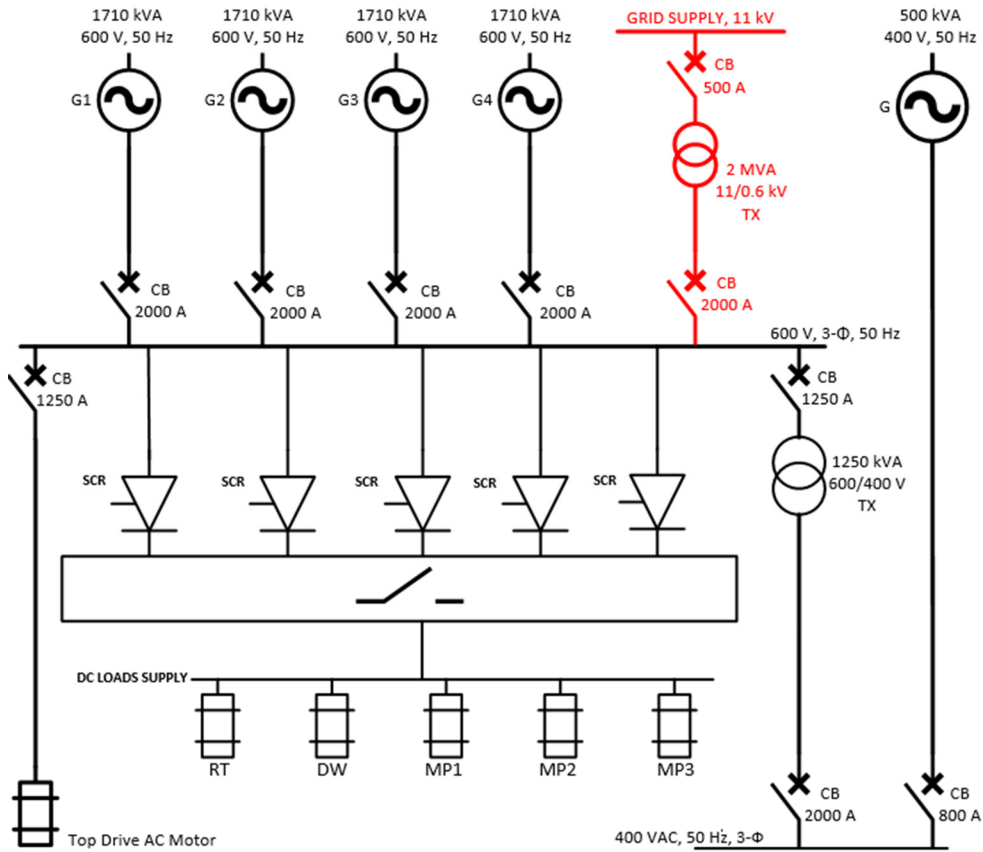 1710 kVA
600 V, 50 Hz
1710 kVA
600 V, 50 Hz
1710 kVA
600 V, 50 Hz
1710 kVA
600 V, 50 Hz
GRID SUPPLY, 11 kV
500 kVA
400 V, 50 Hz
G1
G2
G3
G4
CB
500 A
G
2 MVA
11/0.6 kV
TX
CB
2000 A
CB
2000 A
CB
2000 A
CB
2000 A
CB
2000 A
600 V, 3-Φ, 50 Hz
CB
1250 A
CB
1250 A
SCR
SCR
SCR
SCR
SCR
1250 kVA
600/400 V
TX
DC LOADS SUPPLY
RT
DW
MP1
MP2
MP3
CB
2000 A
CB
800 A
Top Drive AC Motor
400 VAC, 50 Hz, 3-Φ